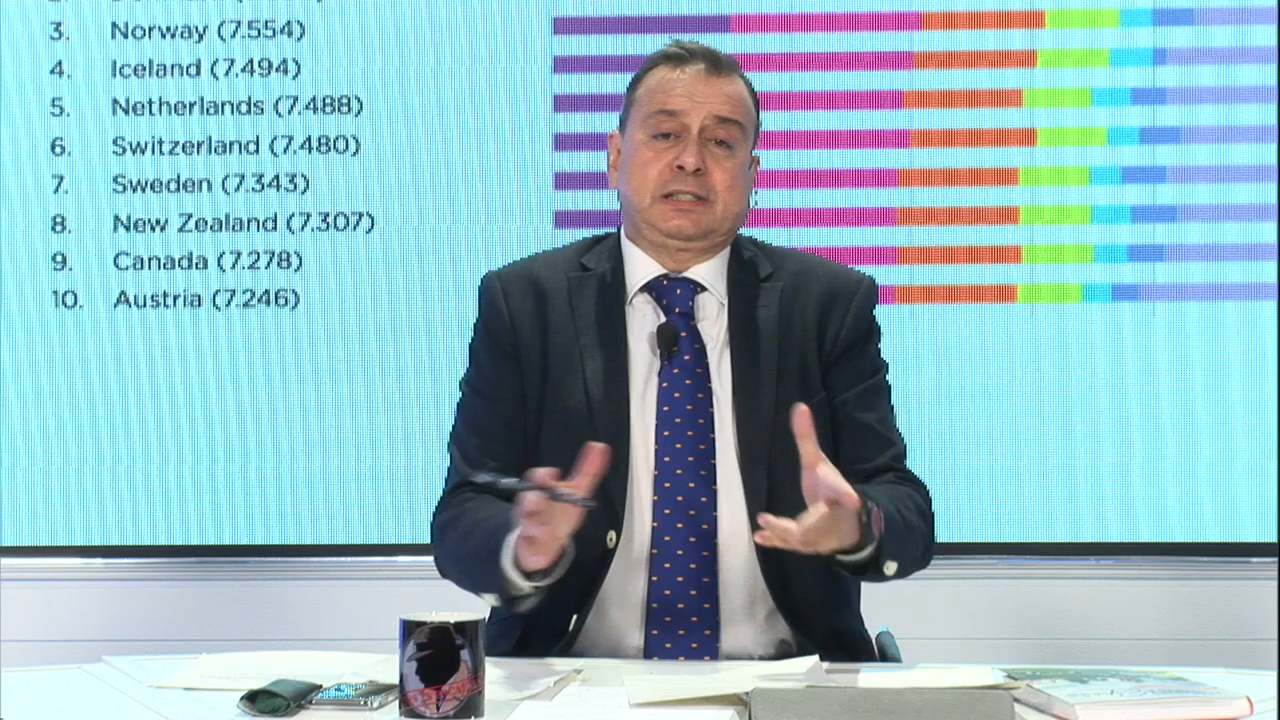 3. Norway (7.554)
4. Iceland (7.494)
5. Netherlands (7.488)
6. Switzerland (7.480)
7. Sweden (7.343)
8. New Zealand (7.307)
9. Canada (7.278)
10. Austria (7.246)